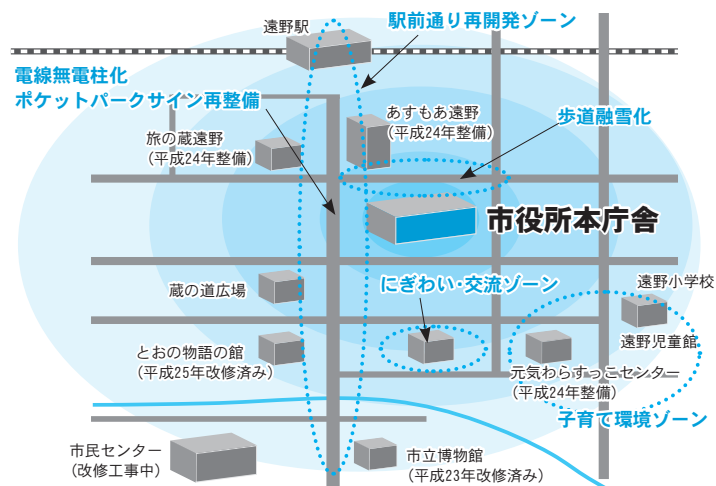 遠野駅
駅前通り再開発ゾーン
電線無電柱化
ポケットパークサイン再整備
あすもあ遠野
(平成24年整備)
歩道融雪化
旅の蔵遠野
(平成24年整備)
市役所本庁舎
蔵の道広場
にぎわい・交流ゾーン
遠野小学校
遠野児童館
とおの物語の館
(平成25年改修済み)
元気わらすっこセンター
(平成24年整備)
子育て環境ゾーン
市民センター
(改修工事中)
市立博物館
(平成23年改修済み)